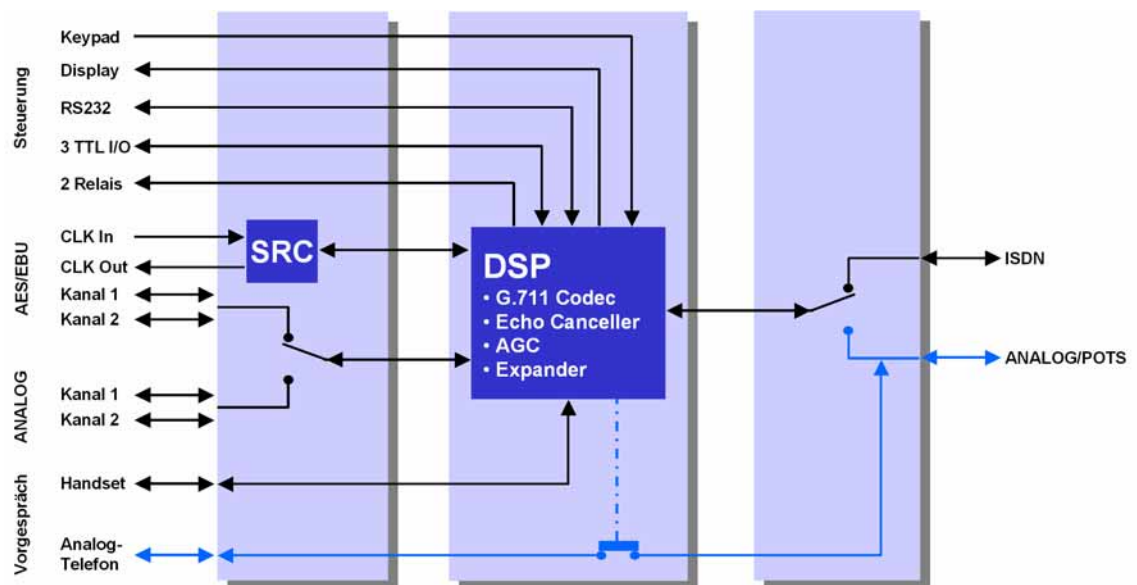 Steuerung
Keypad
Display
RS232
3 TTL I/O
2 Relais
AES/EBU
CLK In
CLK Out
Kanal 1
Kanal 2
ANALOG
Kanal 1
Kanal 2
Vorgespräch
Handset
Analog-
Telefon
SRC
DSP
• G.711 Codec
• Echo Canceller
• AGC
• Expander
ISDN
ANALOG/POTS